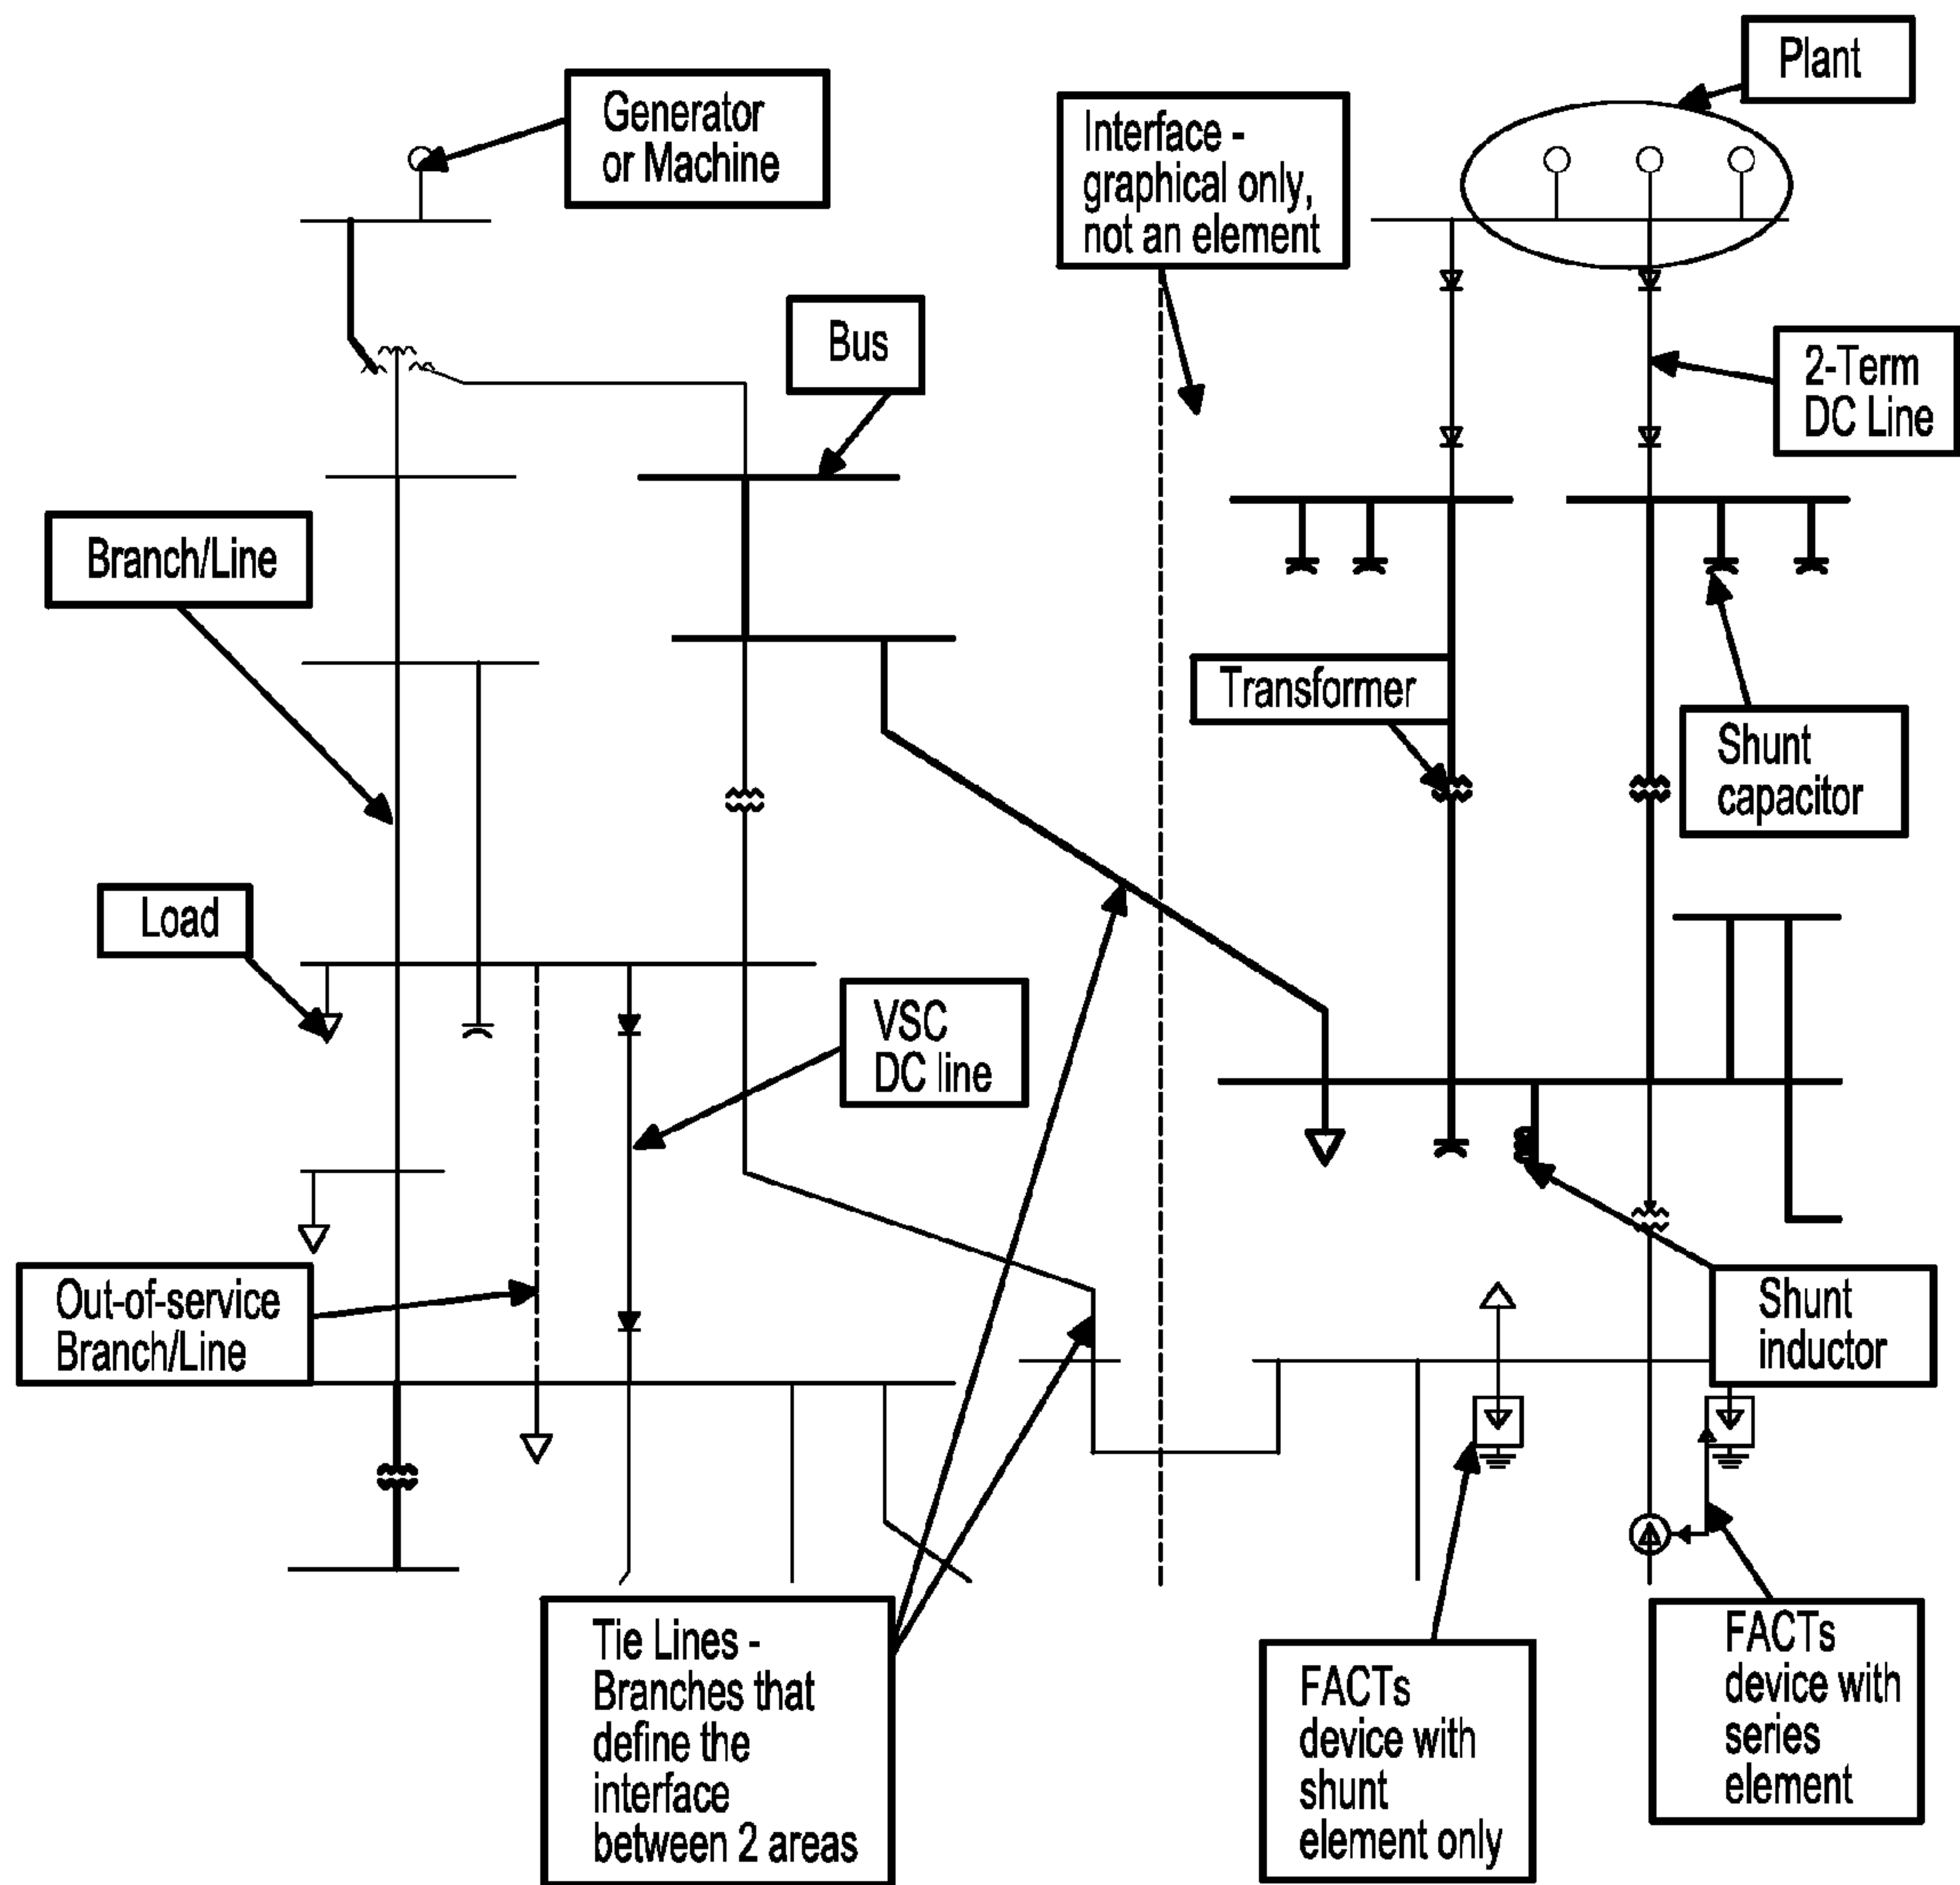 Plant
Generator
or Machine
Interface -
graphical only,
not an element
Bus
2-Term
DC Line
Branch/Line
Transformer
Shunt
capacitor
Load
VSC
DC line
Out-of-service
Branch/Line
Shunt
inductor
Tie Lines -
Branches that
define the
interface
between 2 areas
FACTs
device with
shunt
element only
FACTs
device with
series
element